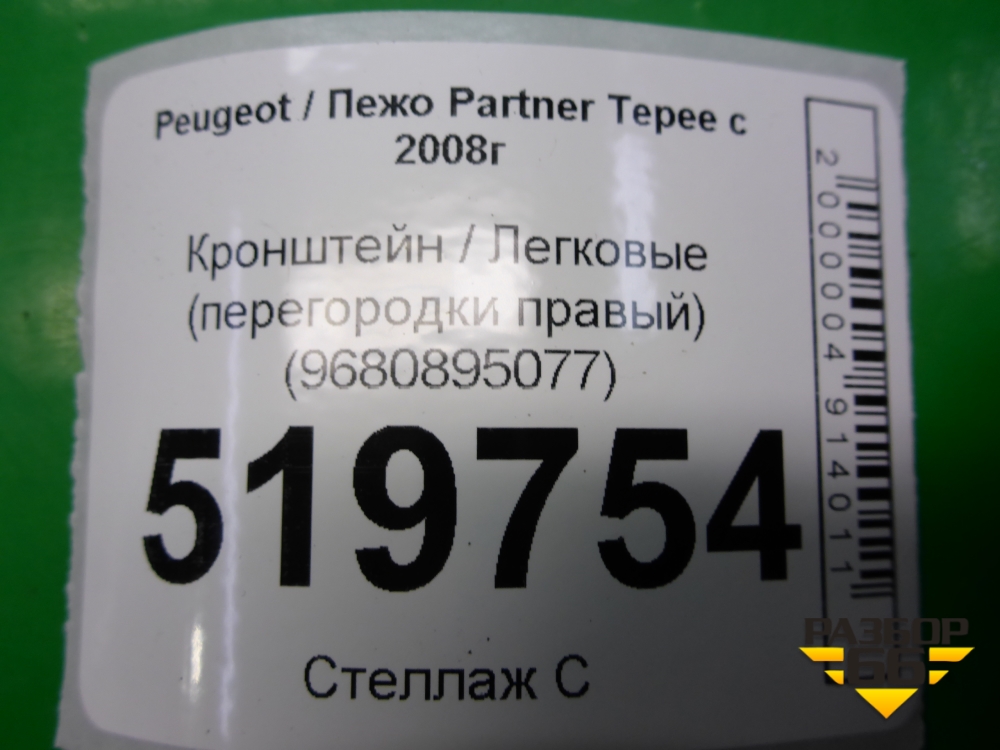 Peugeot / Пежо Partner Tepee с
2008г
Кронштейн / Легковые
(перегородки правый)
(9680895077)
519754
Стеллаж С
2000004914011
РАЗБОР
66